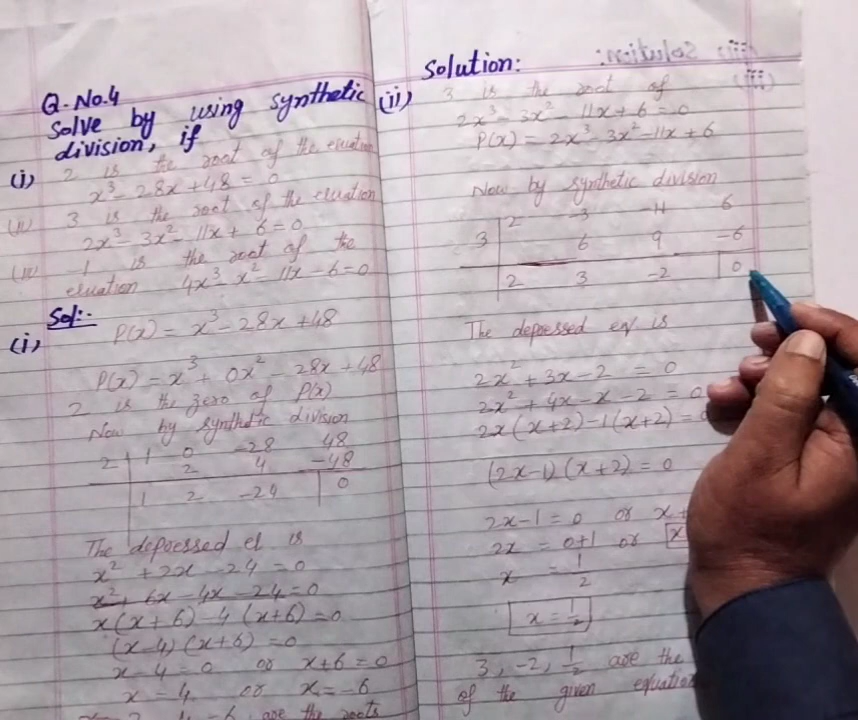 Q.No.4
Solve by using synthetic
division, if
(i) 2 is the root of the
x³ - 28x + 48 = 0
(ii) 3 is the root of the eluation
2x³ - 3x² - 11x + 6 = 0
(iii) -1 is the root of the
eluation 4x³ - x² - 11x - 6 = 0
Sol:-
(i) P(x) = x³ - 28x + 48
P(x) = x³ + 0x² - 28x + 48
2 is the zero of P(x)
Now by synthetic division
2 | 1 0 -28 48
2 4 -48
1 2 -24 | 0
The depressed el is
x² + 2x - 24 = 0
x² + 6x - 4x - 24 = 0
x(x + 6) - 4(x+6) = 0
(x-4)(x+6) = 0
x - 4 = 0 or x+6 = 0
x = 4 or x = -6
-6 are the roots
Solution:
(ii) 3 is the root of
2x³ - 3x² - 11x + 6 = 0
P(x) = 2x³ - 3x² - 11x + 6
Now by synthetic division
3 | 2 -3 -11 6
6 9 -6
2 3 -2 | 0
The depressed is
2x² + 3x - 2 = 0
2x² + 4x - x - 2 = 0
2x(x+2) - 1(x+2) =
(2x-1)(x+2) = 0
2x-1 = 0 or x+
2x = 0+1 or x
x = 1/2
x = 1/2
3, -2, 1/2 are the
of the given